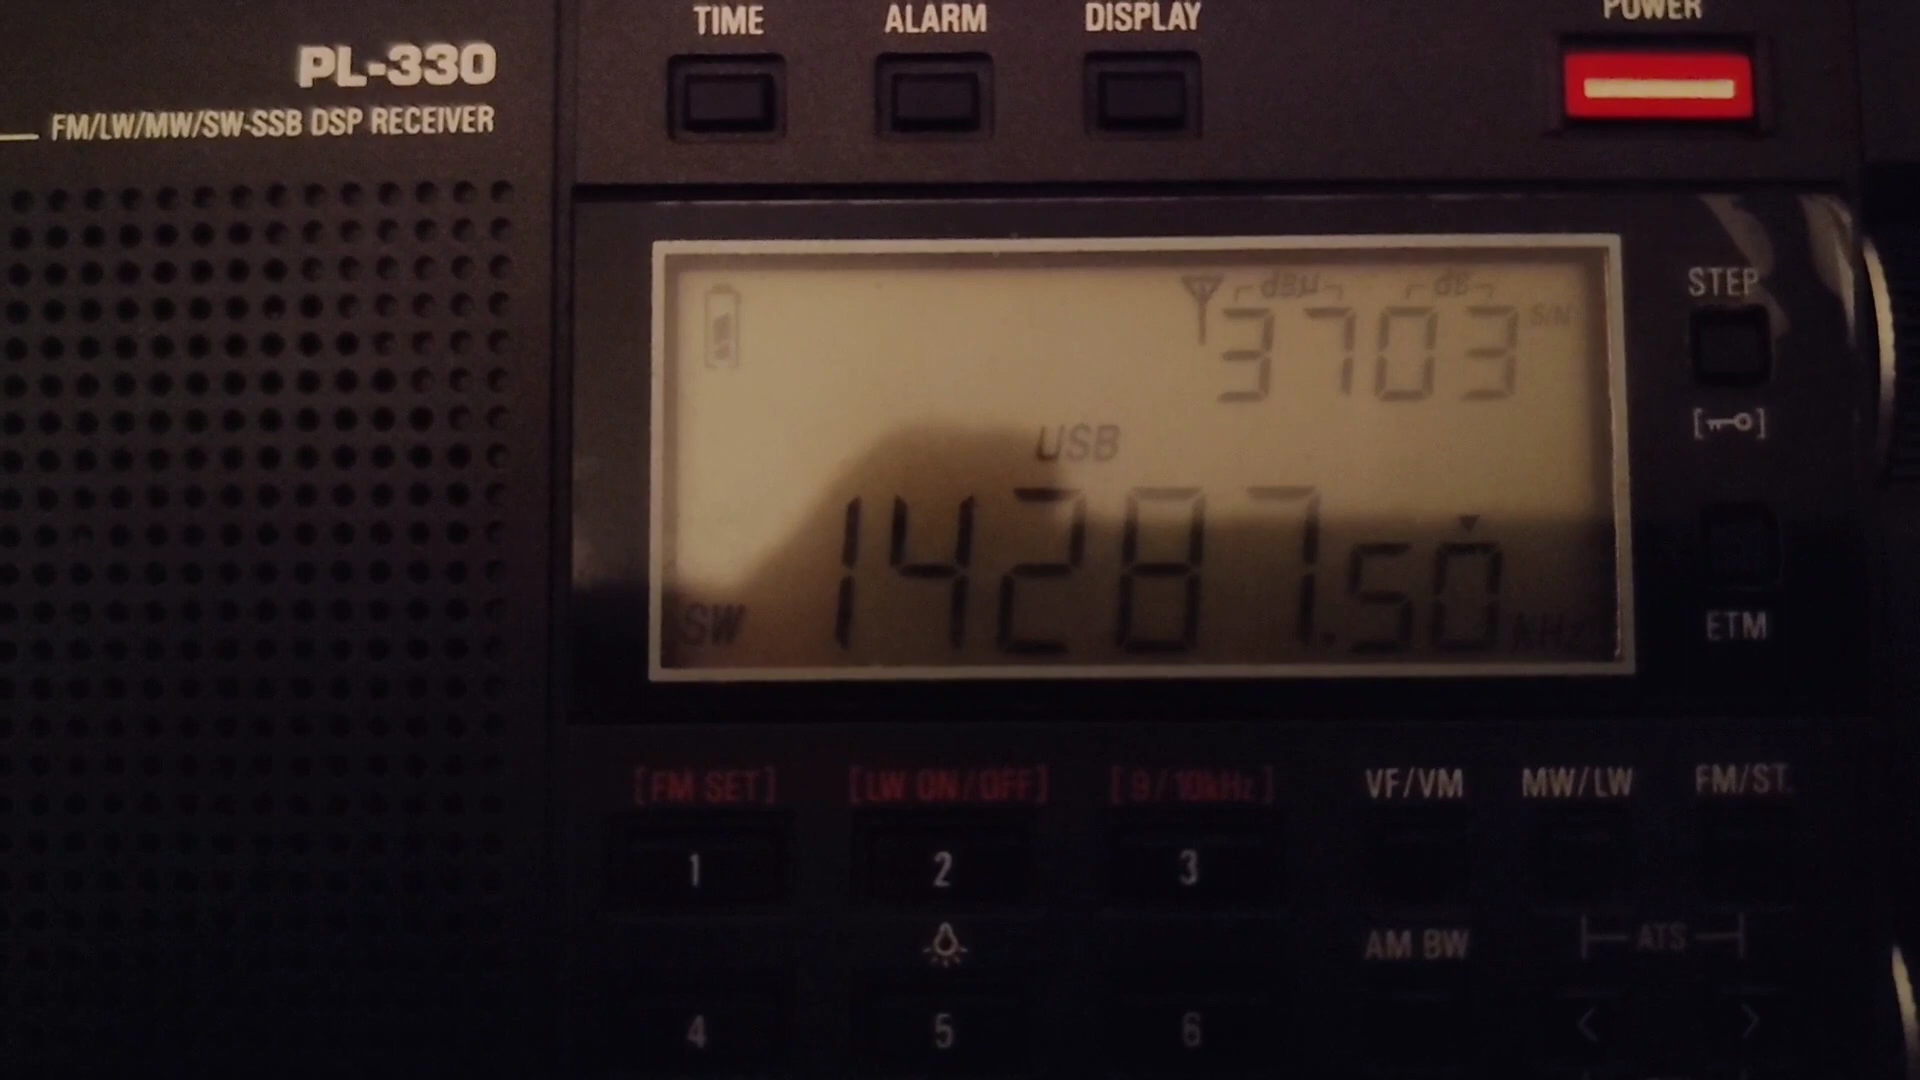 TIME ALARM DISPLAY POWER
PL-330
FM/LW/MW/SW-SSB DSP RECEIVER
dBμ dB
3703 S/N
STEP
USB
SW 14287.50 kHz
ETM
[FM SET] [LW ON/OFF] [9/10kHz] VF/VM MW/LW FM/ST.
1 2 3
AM BW ATS
4 5 6 < >